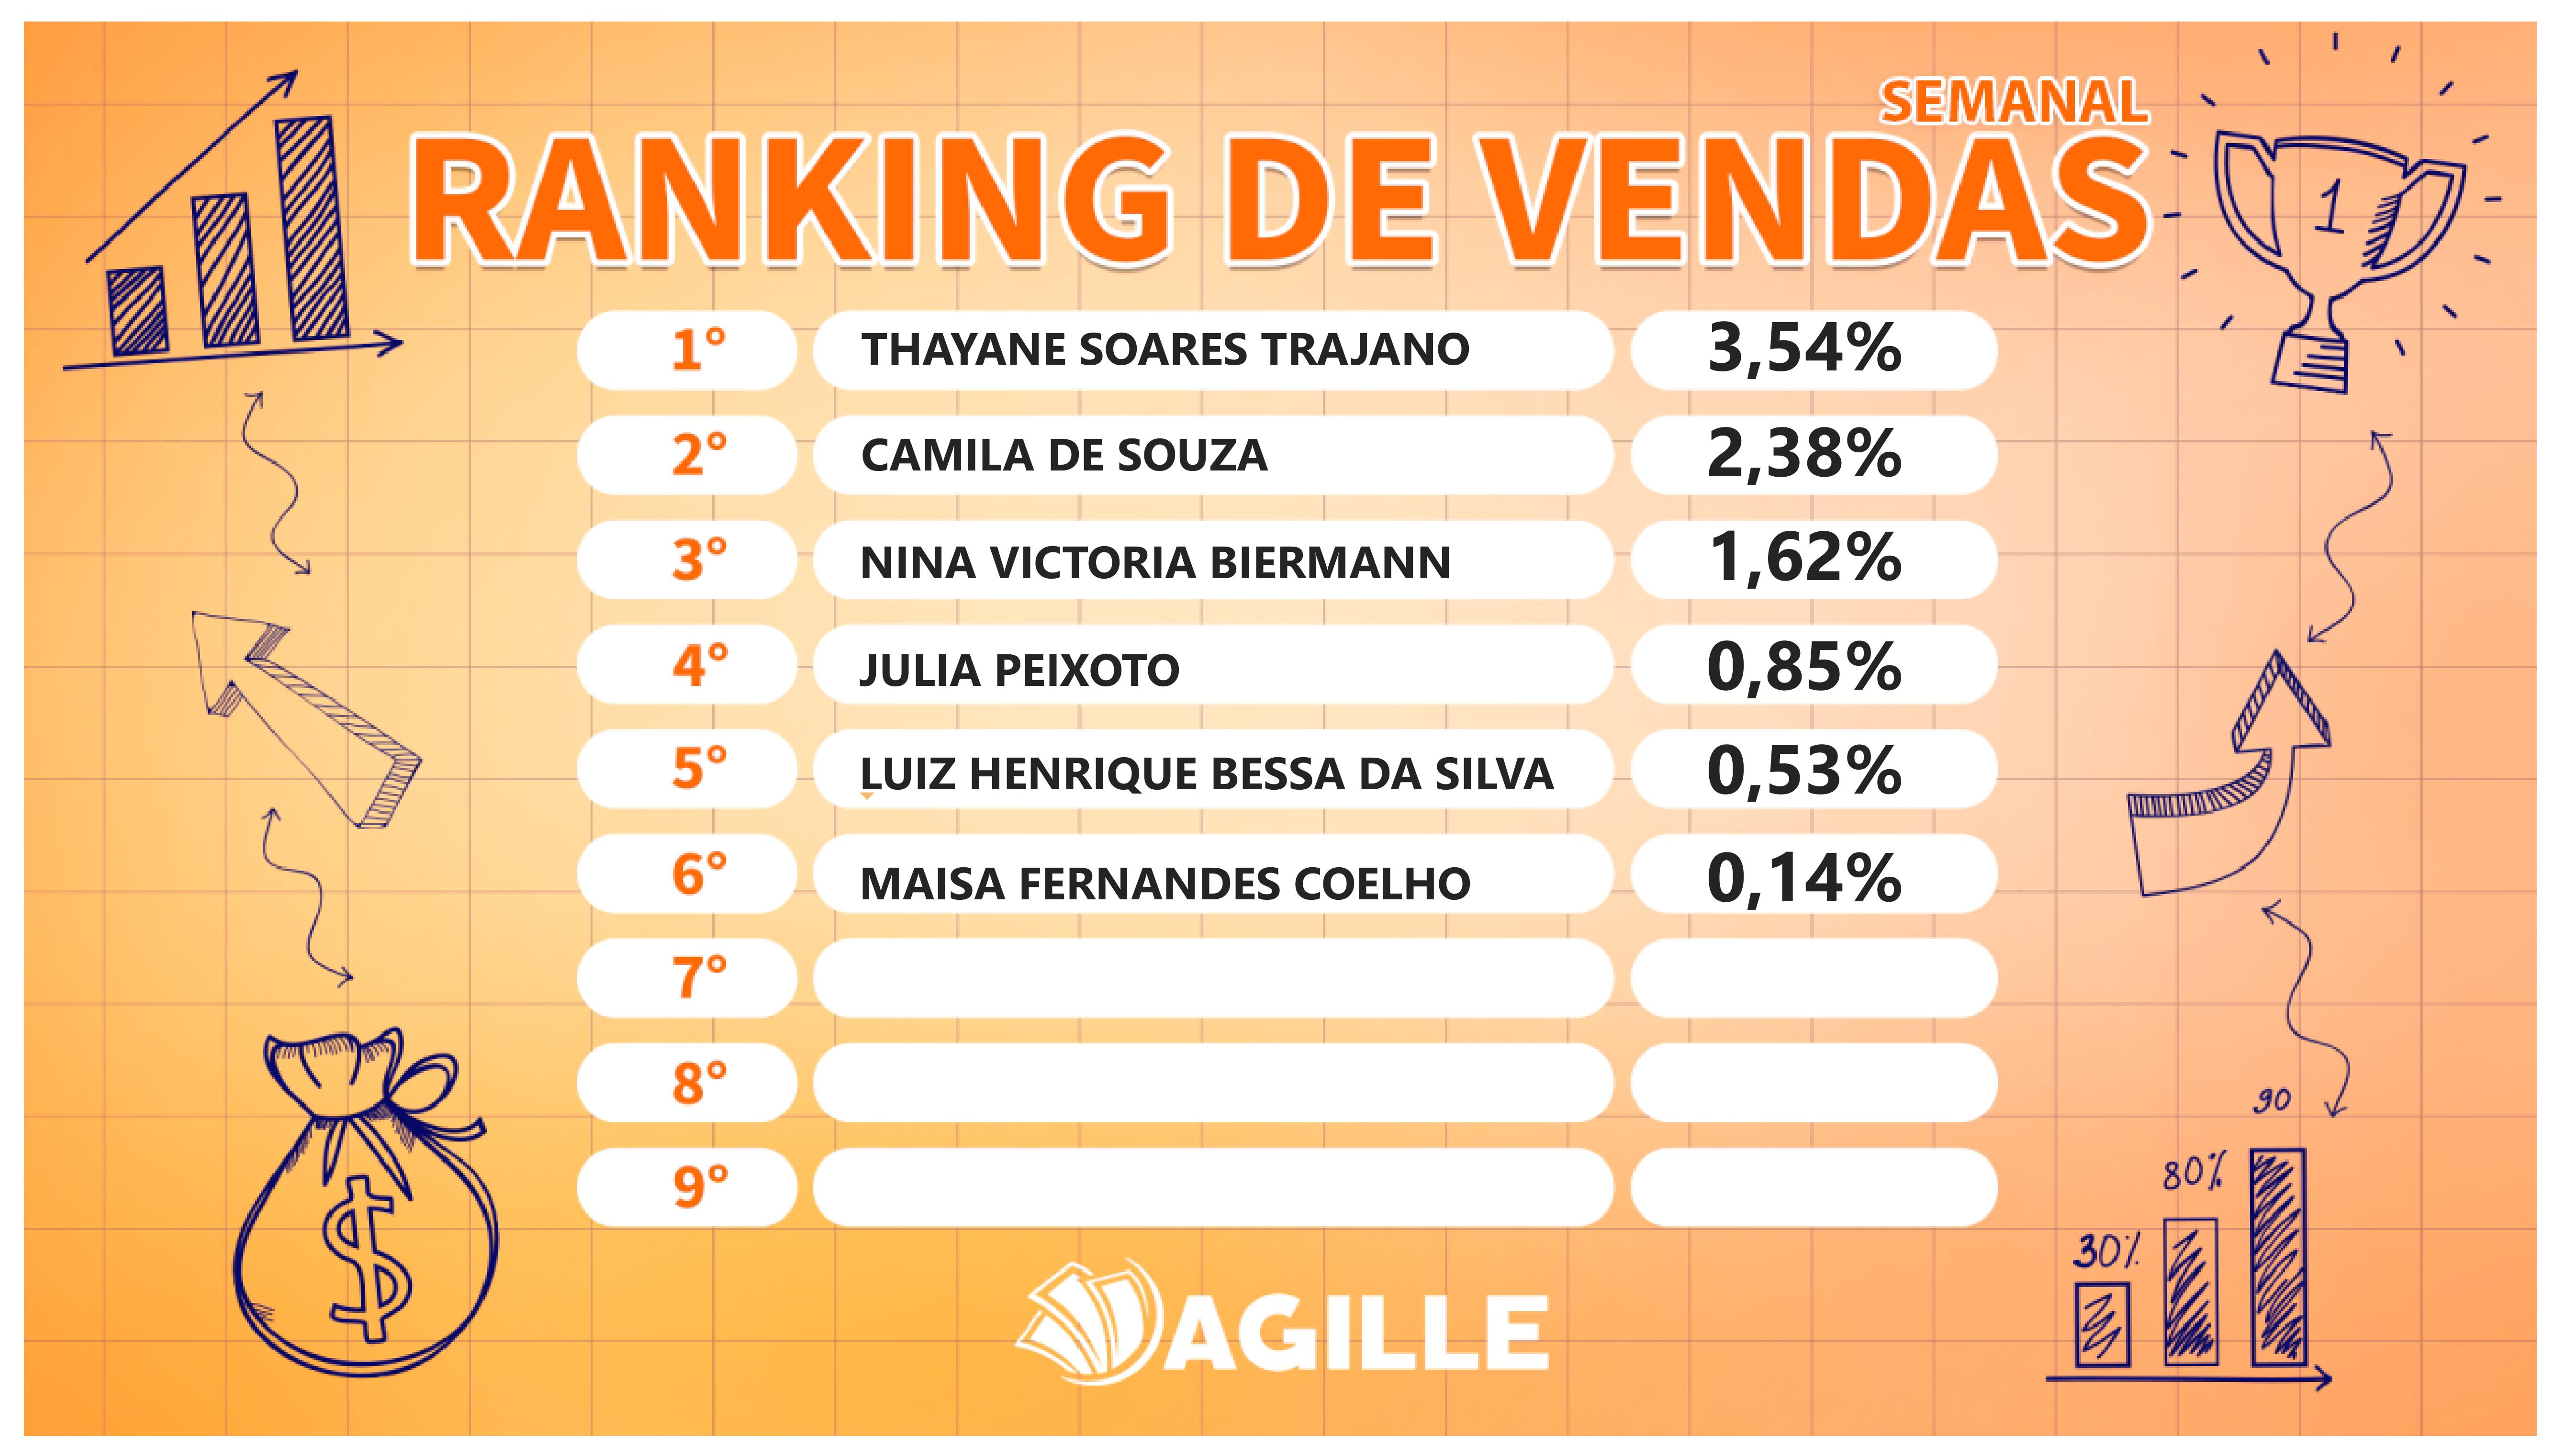 SEMANAL
RANKING DE VENDAS
1
1° THAYANE SOARES TRAJANO 3,54%
2° CAMILA DE SOUZA 2,38%
3° NINA VICTORIA BIERMANN 1,62%
4° JULIA PEIXOTO 0,85%
5° LUIZ HENRIQUE BESSA DA SILVA 0,53%
6° MAISA FERNANDES COELHO 0,14%
7°
8°
9°
$
30%
80%
90
AGILLE